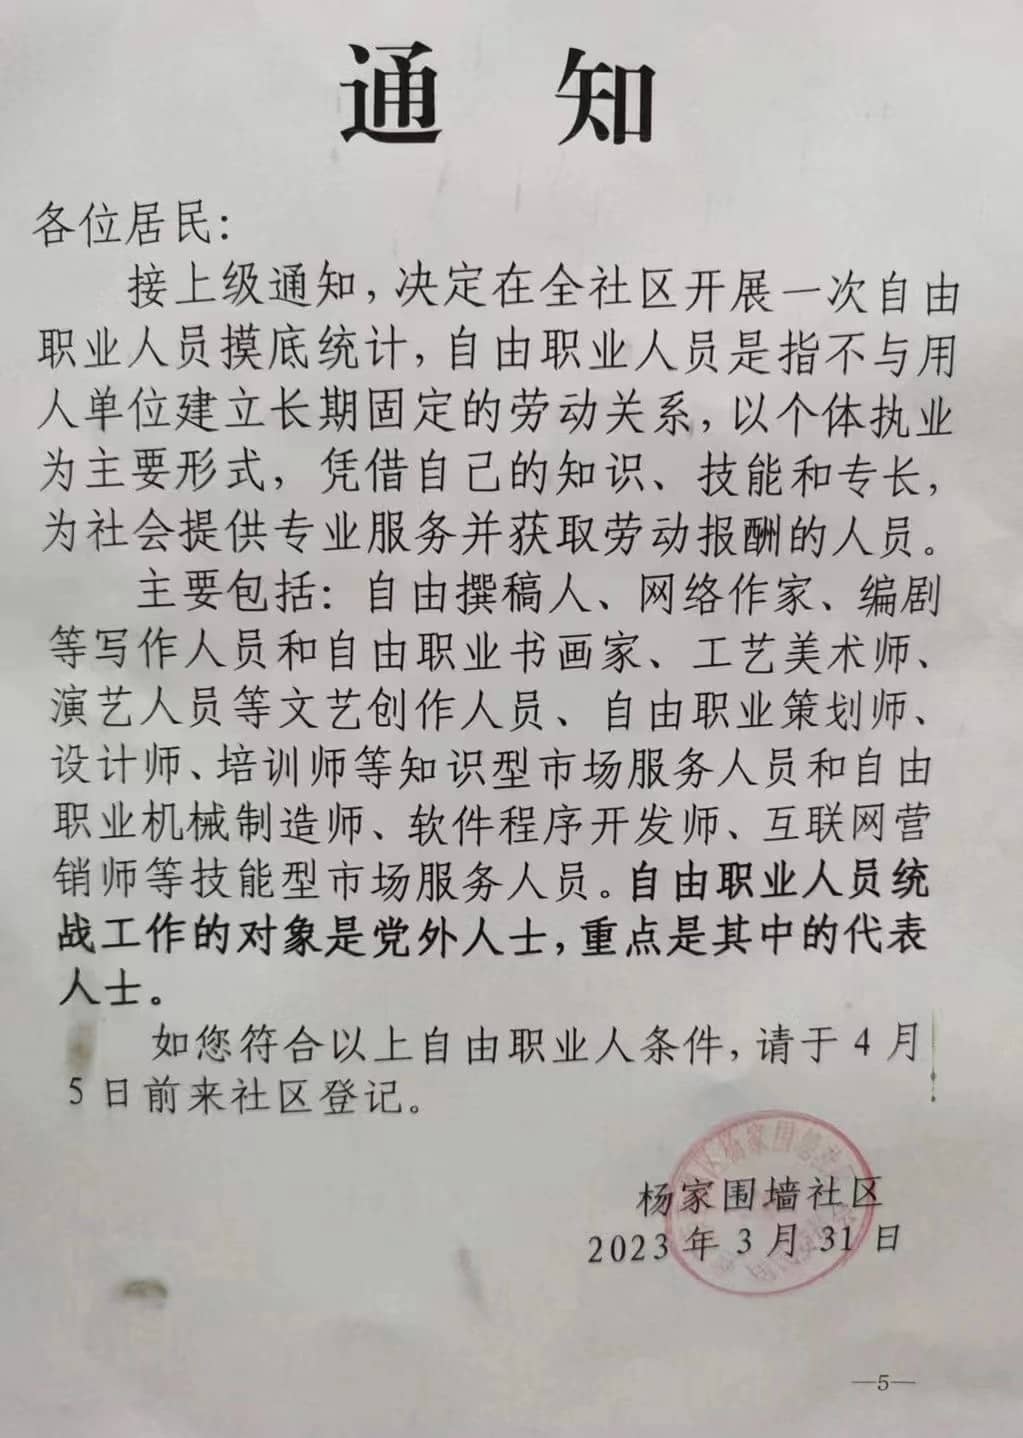 通 知
各位居民：
接上级通知，决定在全社区开展一次自由
职业人员摸底统计，自由职业人员是指不与用
人单位建立长期固定的劳动关系，以个体执业
为主要形式，凭借自己的知识、技能和专长，
为社会提供专业服务并获取劳动报酬的人员。
主要包括：自由撰稿人、网络作家、编剧
等写作人员和自由职业书画家、工艺美术师、
演艺人员等文艺创作人员、自由职业策划师、
设计师、培训师等知识型市场服务人员和自由
职业机械制造师、软件程序开发师、互联网营
销师等技能型市场服务人员。自由职业人员统
战工作的对象是党外人士，重点是其中的代表
人士。
如您符合以上自由职业人条件，请于4月
5日前来社区登记。
杨家围墙社区
2023年3月31日
—5—